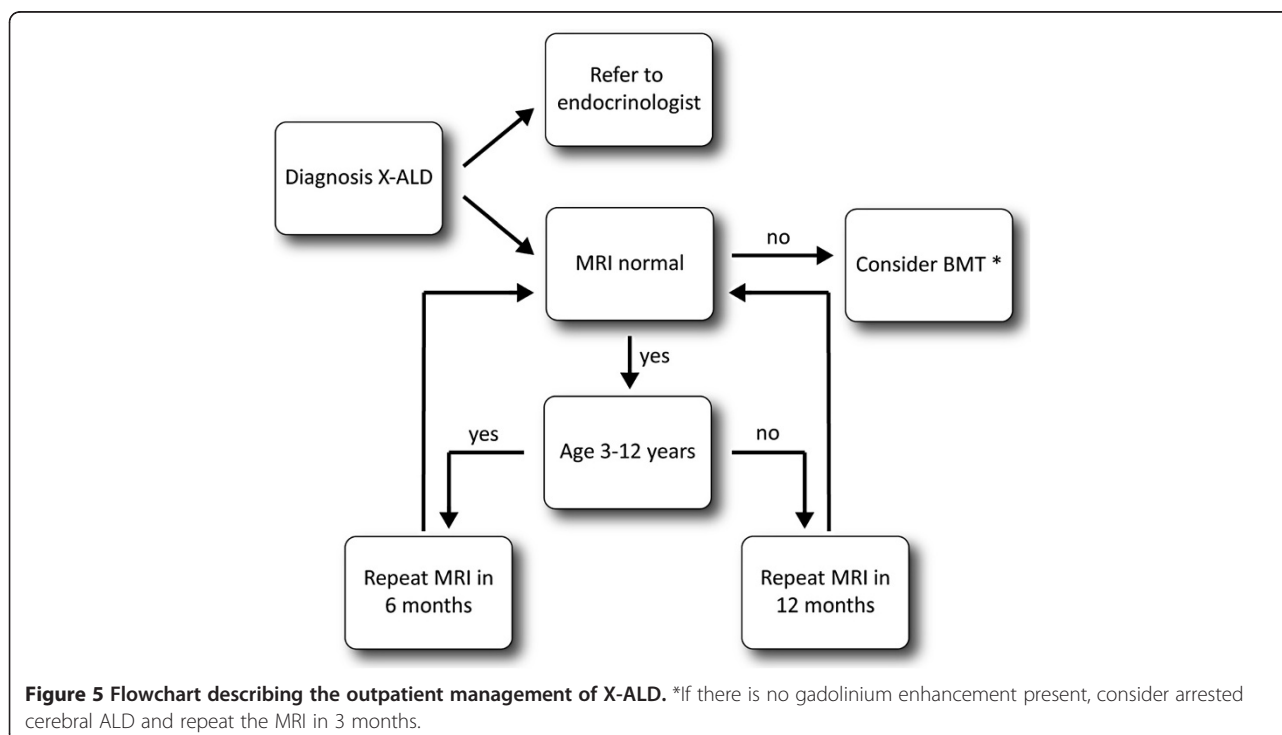 Refer to
endocrinologist
Diagnosis X-ALD
MRI normal
no
Consider BMT *
yes
yes
Age 3-12 years
no
Repeat MRI in
6 months
Repeat MRI in
12 months
Figure 5 Flowchart describing the outpatient management of X-ALD. *If there is no gadolinium enhancement present, consider arrested
cerebral ALD and repeat the MRI in 3 months.